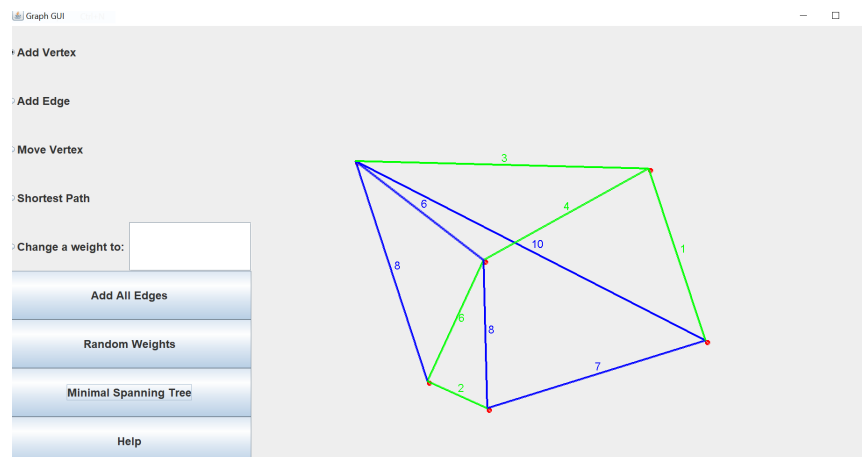 Graph GUI
Add Vertex
Add Edge
Move Vertex
Shortest Path
Change a weight to:
Add All Edges
Random Weights
Minimal Spanning Tree
Help
3
4
6
10
1
8
6
8
7
2